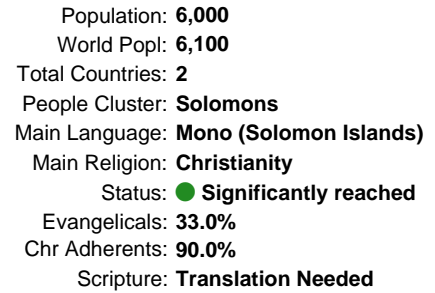 Population: 6,000
World Popl: 6,100
Total Countries: 2
People Cluster: Solomons
Main Language: Mono (Solomon Islands)
Main Religion: Christianity
Status: Significantly reached
Evangelicals: 33.0%
Chr Adherents: 90.0%
Scripture: Translation Needed